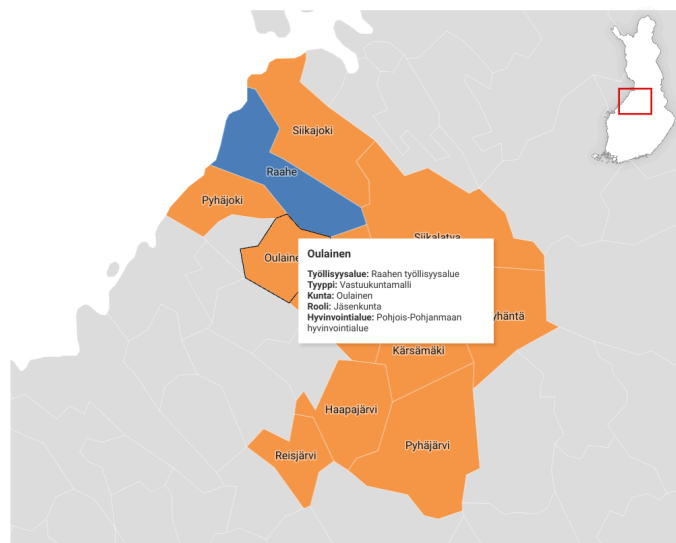 Siikajoki
Raahe
Pyhäjoki
Siikalatva
Oulainen
Oulainen
Työllisyysalue: Raahen työllisyysalue
Tyyppi: Vastuukuntamalli
Kunta: Oulainen
Rooli: Jäsenkunta
Hyvinvointialue: Pohjois-Pohjanmaan
hyvinvointialue
yhäntä
Kärsämäki
Haapajärvi
Pyhäjärvi
Reisjärvi